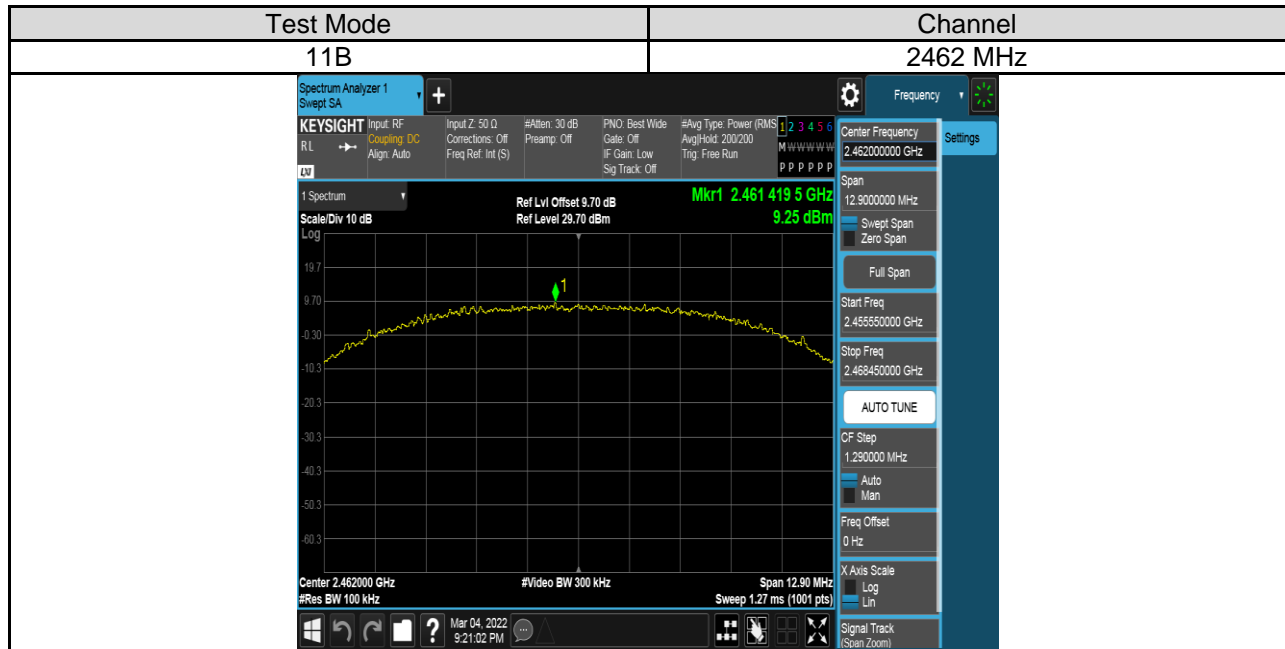 Test Mode Channel
11B 2462 MHz
Spectrum Analyzer 1
Swept SA
+
Frequency
KEYSIGHT
RL
LXI
Input: RF
Coupling: DC
Align: Auto
Input Z: 50 Ω
Corrections: Off
Freq Ref: Int (S)
#Atten: 30 dB
Preamp: Off
PNO: Best Wide
Gate: Off
IF Gain: Low
Sig Track: Off
#Avg Type: Power (RMS
Avg|Hold: 200/200
Trig: Free Run
1 2 3 4 5 6
M W W W W W
P P P P P P
1 Spectrum
Scale/Div 10 dB
Log
Ref Lvl Offset 9.70 dB
Ref Level 29.70 dBm
Mkr1 2.461 419 5 GHz
9.25 dBm
19.7
9.70
-0.30
-10.3
-20.3
-30.3
-40.3
-50.3
-60.3
1
Center 2.462000 GHz
#Res BW 100 kHz
#Video BW 300 kHz
Span 12.90 MHz
Sweep 1.27 ms (1001 pts)
Settings
Center Frequency
2.462000000 GHz
Span
12.9000000 MHz
Swept Span
Zero Span
Full Span
Start Freq
2.455550000 GHz
Stop Freq
2.468450000 GHz
AUTO TUNE
CF Step
1.290000 MHz
Auto
Man
Freq Offset
0 Hz
X Axis Scale
Log
Lin
Signal Track
(Span Zoom)
?
Mar 04, 2022
9:21:02 PM